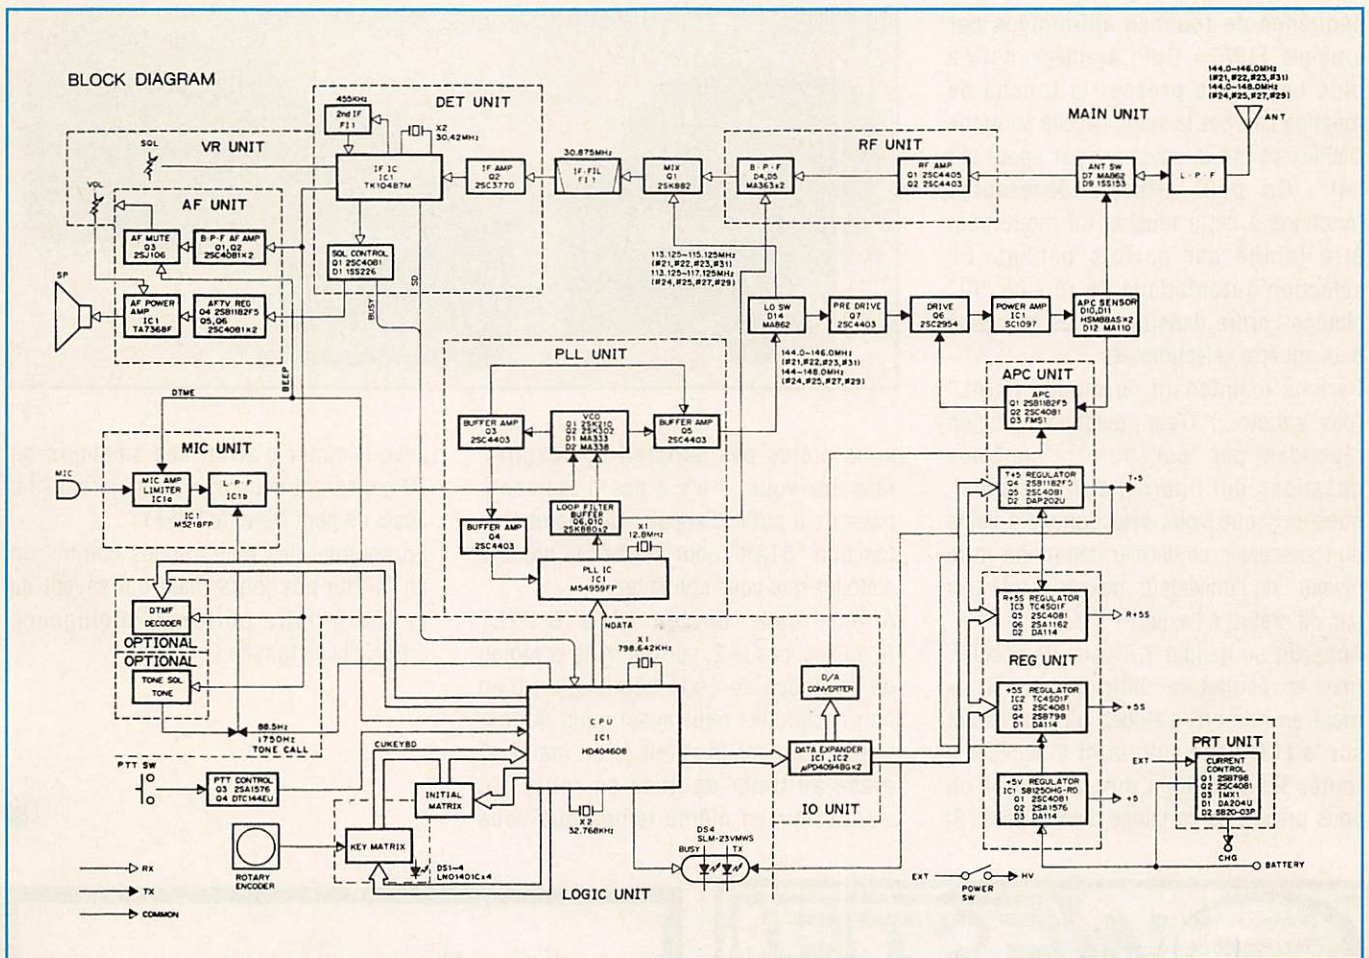 BLOCK DIAGRAM
144.0-146.0MHz
(#21,#22,#23,#31)
144.0-148.0MHz
(#24,#25,#27,#29)
ANT
MAIN UNIT
DET UNIT
455KHz
2nd IF
FI 1
X2
30.42MHz
IF IC
IC1
TK10487M
IF AMP
Q2
2SC3770
30.875MHz
IF·FIL
FI 1
MIX
Q1
2SK882
RF UNIT
B·P·F
D4,D5
MA363x2
RF AMP
Q1 2SC4405
Q2 2SC4403
ANT SW
D7 MA862
D9 1SS153
L·P·F
SQL CONTROL
Q1 2SC4081
D1 1SS226
BUSY
SD
VR UNIT
SQL
VOL
AF UNIT
AF MUTE
Q3
2SJ106
B·P·F AF AMP
Q1,Q2
2SC4081×2
SP
AF POWER
AMP
IC1
TA7368F
AFTV REG
Q4 2SB1182F5
Q5,Q6
2SC4081×2
BEEP
DTME
113.125-115.125MHz
(#21,#22,#23,#31)
113.125-117.125MHz
(#24,#25,#27,#29)
LO SW
D14
MA862
PRE DRIVE
Q7
2SC4403
DRIVE
Q6
2SC2954
POWER AMP
IC1
SC1097
APC SENSOR
D10,D11
HSM88AS×2
D12 MA110
144.0-146.0MHz
(#21,#22,#23,#31)
144-148.0MHz
(#24,#25,#27,#29)
APC UNIT
APC
Q1 2SB1182F5
Q2 2SC4081
Q3 FMS1
PLL UNIT
BUFFER AMP
Q3
2SC4403
VCO
Q1 2SK210
Q2 2SK302
D1 MA333
D2 MA338
BUFFER AMP
Q5
2SC4403
BUFFER AMP
Q4
2SC4403
LOOP FILTER
BUFFER
Q6,Q10
2SK880×2
X1
12.8MHz
PLL IC
IC1
M54959FP
NDATA
MIC UNIT
MIC
MIC AMP
LIMITER
IC1a
L·P·F
IC1b
IC1
M5218FP
DTMF
DECODER
OPTIONAL
OPTIONAL
TONE SQL
TONE
88.5Hz
1750Hz
TONE CALL
T+5 REGULATOR
Q4 2SB1182F5
Q5 2SC4081
D2 DAP202U
T+5
R+5S REGULATOR
IC3 TC4S01F
Q5 2SC4081
Q6 2SA1162
D2 DA114
R+5S
REG UNIT
+5S REGULATOR
IC2 TC4S01F
Q3 2SC4081
Q4 2SB798
D1 DA114
+5S
+5V REGULATOR
IC1 S81250HG-RD
Q1 2SC4081
Q2 2SA1576
D3 DA114
+5
X1
798.642KHz
CPU
IC1
HD404608
CUKEYBD
D/A
CONVERTER
DATA EXPANDER
IC1,IC2
µPD4094BG×2
IO UNIT
PRT UNIT
EXT
CURRENT
CONTROL
Q1 2SB798
Q2 2SC4081
Q3 IMX1
D1 DA204U
D2 SB20-03P
CHG
BATTERY
PTT SW
PTT CONTROL
Q3 2SA1576
Q4 DTC144EU
INITIAL
MATRIX
KEY MATRIX
ROTARY
ENCODER
DS1-4
LN01401C×4
X2
32.768KHz
LOGIC UNIT
DS4
SLM-23VMWS
BUSY
TX
EXT
POWER
SW
HV
RX
TX
COMMON